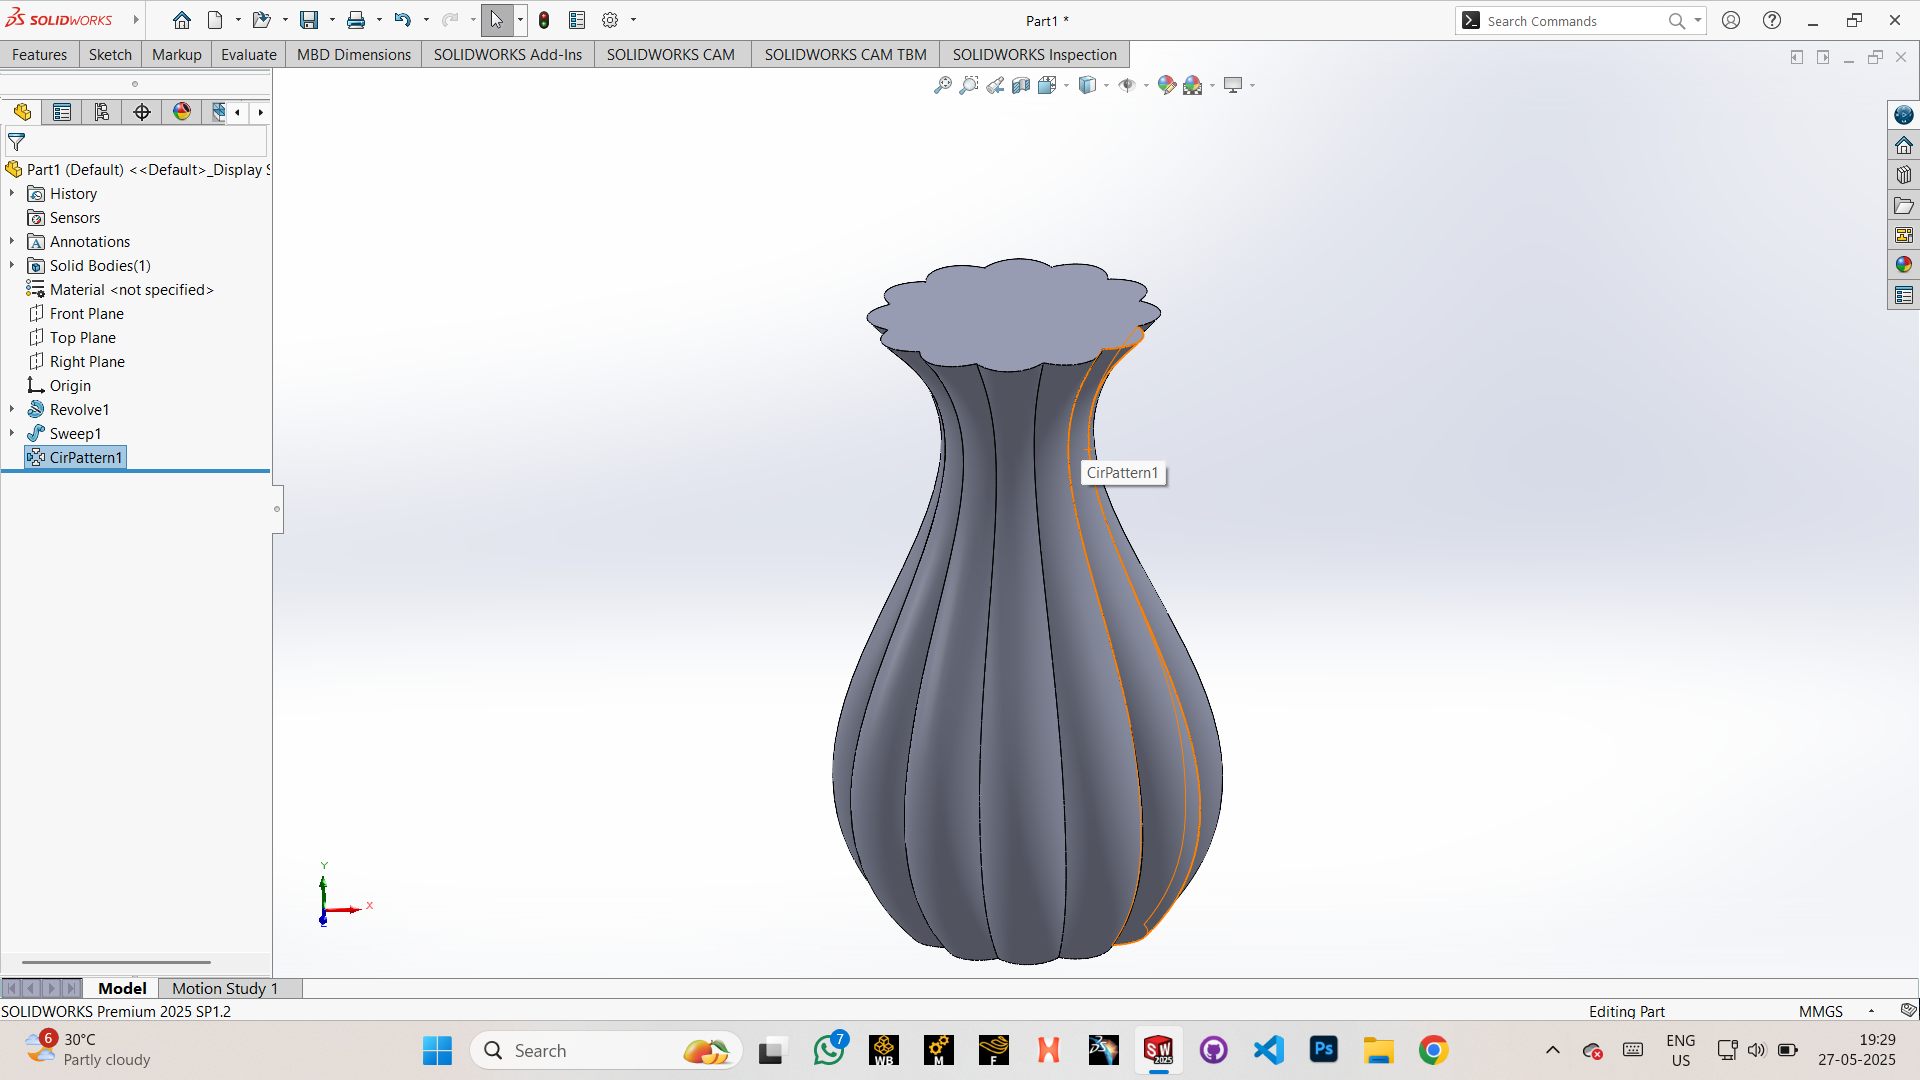 SOLIDWORKS
Part1 *
Search Commands
Features
Sketch
Markup
Evaluate
MBD Dimensions
SOLIDWORKS Add-Ins
SOLIDWORKS CAM
SOLIDWORKS CAM TBM
SOLIDWORKS Inspection
Part1 (Default) <<Default>_Display S
History
Sensors
Annotations
Solid Bodies(1)
Material <not specified>
Front Plane
Top Plane
Right Plane
Origin
Revolve1
Sweep1
CirPattern1
CirPattern1
Y
X
Z
Model
Motion Study 1
SOLIDWORKS Premium 2025 SP1.2
Editing Part
MMGS
6
30°C
Partly cloudy
Search
7
WB
M
F
SW
2025
Ps
ENG
US
19:29
27-05-2025